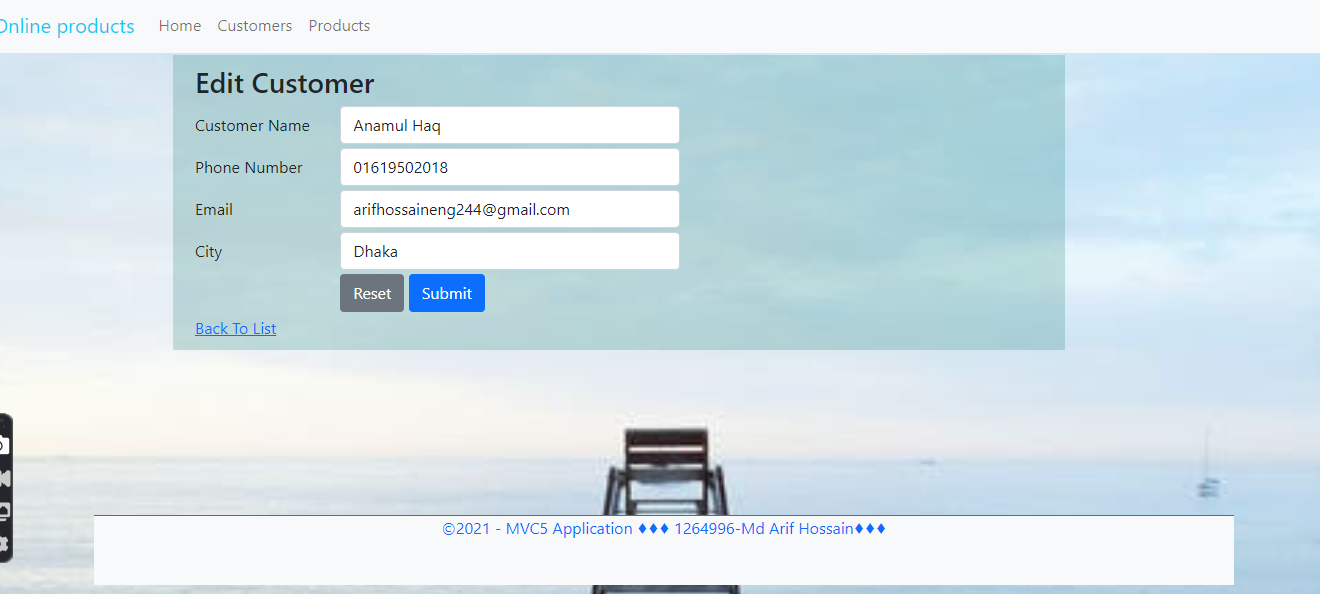 Online products Home Customers Products
Edit Customer
Customer Name Anamul Haq
Phone Number 01619502018
Email arifhossaineng244@gmail.com
City Dhaka
Reset Submit
Back To List
©2021 - MVC5 Application ♦♦♦ 1264996-Md Arif Hossain♦♦♦